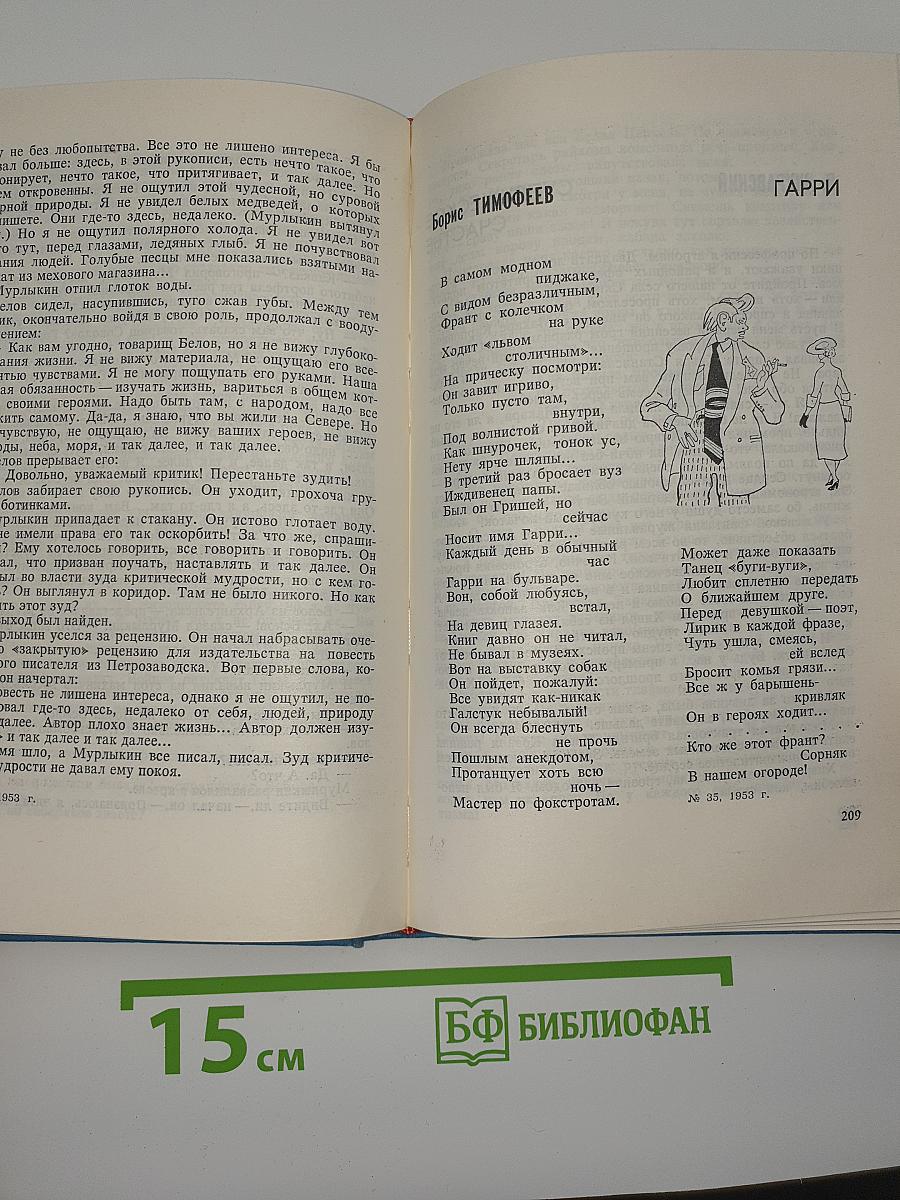 у не без любопытства. Все это не лишено интереса. Я бы
вал больше: здесь, в этой рукописи, есть нечто такое, что
онирует, нечто такое, что притягивает, и так далее. Но
ем откровенны. Я не ощутил этой чудесной, но суровой
рной природы. Я не увидел белых медведей, о которых
пишете. Они где-то здесь, недалеко. (Мурлыкин вытянул
.) Но я не ощутил полярного холода. Я не увидел вот
го тут, перед глазами, ледяных глыб. Я не почувствовал
ания людей. Голубые песцы мне показались взятыми на-
кат из мехового магазина...
Мурлыкин отпил глоток воды.
елов сидел, насупившись, туго сжав губы. Между тем
ик, окончательно войдя в свою роль, продолжал с вооду-
ением:
Как вам угодно, товарищ Белов, но я не вижу глубоко-
ания жизни. Я не вижу материала, не ощущаю его все-
ятью чувствами. Я не могу пощупать его руками. Наша
ая обязанность — изучать жизнь, вариться в общем кот-
своими героями. Надо быть там, с народом, надо все
жить самому. Да-да, я знаю, что вы жили на Севере. Но
чувствую, не ощущаю, не вижу ваших героев, не вижу
оды, неба, моря, и так далее, и так далее.
елов прерывает его:
Довольно, уважаемый критик! Перестаньте зудить!
лов забирает свою рукопись. Он уходит, грохоча гру-
ботинками.
урлыкин припадает к стакану. Он истово глотает воду.
не имели права его так оскорбить! За что же, спраши-
? Ему хотелось говорить, все говорить и говорить. Он
ал, что призван поучать, наставлять и так далее. Он
ыл во власти зуда критической мудрости, но с кем го-
ь? Он выглянул в коридор. Там не было никого. Но как
ить этот зуд?
выход был найден.
рлыкин уселся за рецензию. Он начал набрасывать оче-
ю «закрытую» рецензию для издательства на повесть
ого писателя из Петрозаводска. Вот первые слова, ко-
он начертал:
овесть не лишена интереса, однако я не ощутил, не по-
овал где-то здесь, недалеко от себя, людей, природу
далее. Автор плохо знает жизнь... Автор должен изу-
» и так далее и так далее...
мя шло, а Мурлыкин все писал, писал. Зуд критиче-
удрости не давал ему покоя.
1953 г.
Борис ТИМОФЕЕВ
ГАРРИ
В самом модном
пиджаке,
С видом безразличным,
Франт с колечком
на руке
Ходит «львом
столичным»...
На прическу посмотри:
Он завит игриво,
Только пусто там,
внутри,
Под волнистой гривой.
Как шнурочек, тонок ус,
Нету ярче шляпы...
В третий раз бросает вуз
Иждивенец папы.
Был он Гришей, но
сейчас
Носит имя Гарри...
Каждый день в обычный
час
Гарри на бульваре.
Вон, собой любуясь,
встал,
На девиц глазея.
Книг давно он не читал,
Не бывал в музеях.
Вот на выставку собак
Он пойдет, пожалуй:
Все увидят как-никак
Галстук небывалый!
Он всегда блеснуть
не прочь
Пошлым анекдотом,
Протанцует хоть всю
ночь —
Мастер по фокстротам.
Может даже показать
Танец «буги-вуги»,
Любит сплетню передать
О ближайшем друге.
Перед девушкой — поэт,
Лирик в каждой фразе,
Чуть ушла, смеясь,
ей вслед
Бросит комья грязи...
Все ж у барышень-
кривляк
Он в героях ходит...
. . . . . . . . . . . .
Кто же этот франт?
Сорняк
В нашем огороде!
№ 35, 1953 г.
209
15 см
БФ БИБЛИОФАН